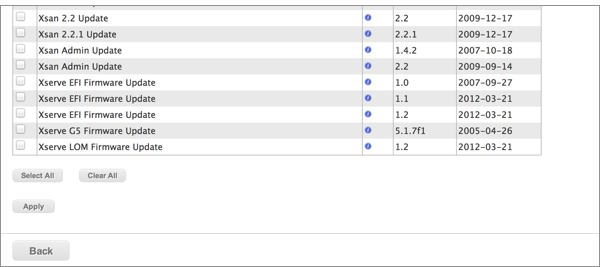 Xsan 2.2 Update 2.2 2009-12-17
Xsan 2.2.1 Update 2.2.1 2009-12-17
Xsan Admin Update 1.4.2 2007-10-18
Xsan Admin Update 2.2 2009-09-14
Xserve EFI Firmware Update 1.0 2007-09-27
Xserve EFI Firmware Update 1.1 2012-03-21
Xserve EFI Firmware Update 1.2 2012-03-21
Xserve G5 Firmware Update 5.1.7f1 2005-04-26
Xserve LOM Firmware Update 1.2 2012-03-21
Select All Clear All
Apply
Back